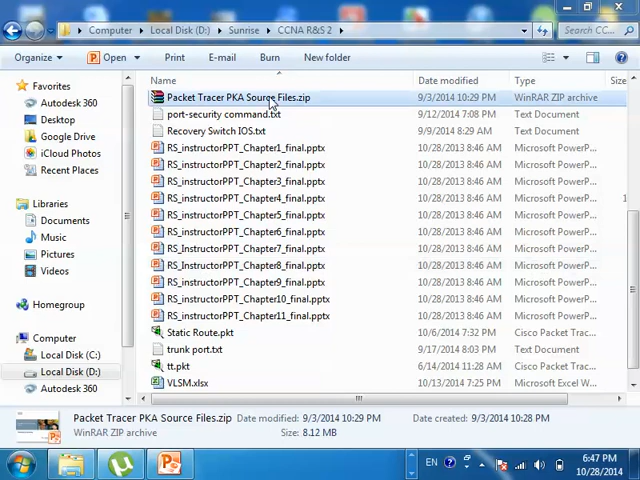 Computer Local Disk (D:) Sunrise CCNA R&S 2
Organize Open Print E-mail Burn New folder
Favorites
Autodesk 360
Desktop
Google Drive
iCloud Photos
Recent Places
Libraries
Documents
Music
Pictures
Videos
Homegroup
Computer
Local Disk (C:)
Local Disk (D:)
Autodesk 360
Name Date modified Type Size
Packet Tracer PKA Source Files.zip 9/3/2014 10:29 PM WinRAR ZIP archive
port-security command.txt 9/12/2014 7:08 PM Text Document
Recovery Switch IOS.txt 9/9/2014 8:29 AM Text Document
RS_instructorPPT_Chapter1_final.pptx 10/28/2013 8:46 AM Microsoft PowerP...
RS_instructorPPT_Chapter2_final.pptx 10/28/2013 8:46 AM Microsoft PowerP...
RS_instructorPPT_Chapter3_final.pptx 10/28/2013 8:46 AM Microsoft PowerP...
RS_instructorPPT_Chapter4_final.pptx 10/28/2013 8:46 AM Microsoft PowerP... 1
RS_instructorPPT_Chapter5_final.pptx 10/28/2013 8:46 AM Microsoft PowerP...
RS_instructorPPT_Chapter6_final.pptx 10/28/2013 8:46 AM Microsoft PowerP...
RS_InstructorPPT_Chapter7_final.pptx 10/28/2013 8:46 AM Microsoft PowerP...
RS_InstructorPPT_Chapter8_final.pptx 10/28/2013 8:46 AM Microsoft PowerP...
RS_instructorPPT_Chapter9_final.pptx 10/28/2013 8:46 AM Microsoft PowerP...
RS_instructorPPT_Chapter10_final.pptx 10/28/2013 8:46 AM Microsoft PowerP...
RS_instructorPPT_Chapter11_final.pptx 10/28/2013 8:46 AM Microsoft PowerP... 1
Static Route.pkt 10/6/2014 7:32 PM Cisco Packet Trac...
trunk port.txt 9/17/2014 8:03 PM Text Document
tt.pkt 6/14/2014 11:28 AM Cisco Packet Trac...
VLSM.xlsx 10/13/2014 7:25 PM Microsoft Excel W...
Packet Tracer PKA Source Files.zip Date modified: 9/3/2014 10:29 PM Date created: 9/3/2014 10:28 PM
WinRAR ZIP archive Size: 8.12 MB
EN 6:47 PM
10/28/2014